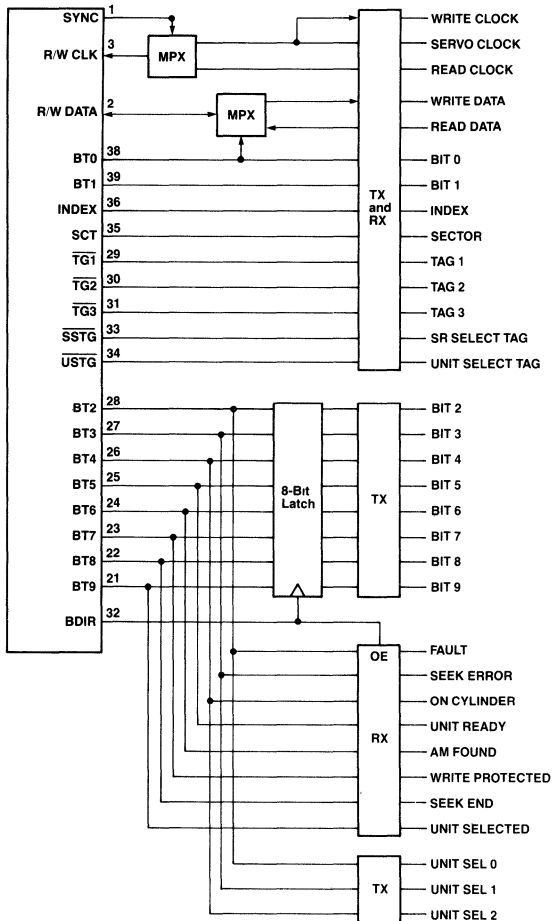 1
SYNC WRITE CLOCK
3
R/W CLK MPX SERVO CLOCK
READ CLOCK
2
R/W DATA MPX WRITE DATA
READ DATA
38
BT0 BIT 0
39
BT1 BIT 1
TX
and
RX
36
INDEX INDEX
35
SCT SECTOR
29
TG1 TAG 1
30
TG2 TAG 2
31
TG3 TAG 3
33
SSTG SR SELECT TAG
34
USTG UNIT SELECT TAG
28
BT2 BIT 2
27
BT3 BIT 3
26
BT4 BIT 4
25
BT5 BIT 5
8-Bit
Latch
TX
24
BT6 BIT 6
23
BT7 BIT 7
22
BT8 BIT 8
21
BT9 BIT 9
32
BDIR
OE FAULT
SEEK ERROR
ON CYLINDER
UNIT READY
RX
AM FOUND
WRITE PROTECTED
SEEK END
UNIT SELECTED
UNIT SEL 0
TX UNIT SEL 1
UNIT SEL 2